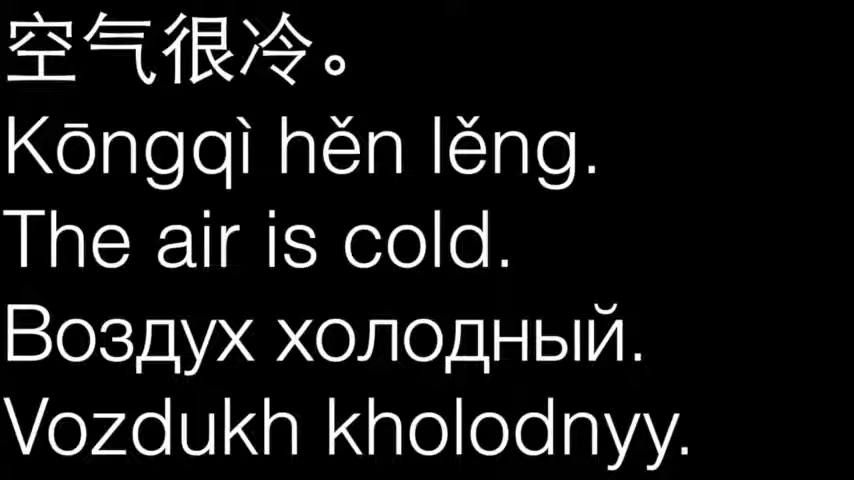 空气很冷。
Kōngqì hěn lěng.
The air is cold.
Воздух холодный.
Vozdukh kholodnyy.